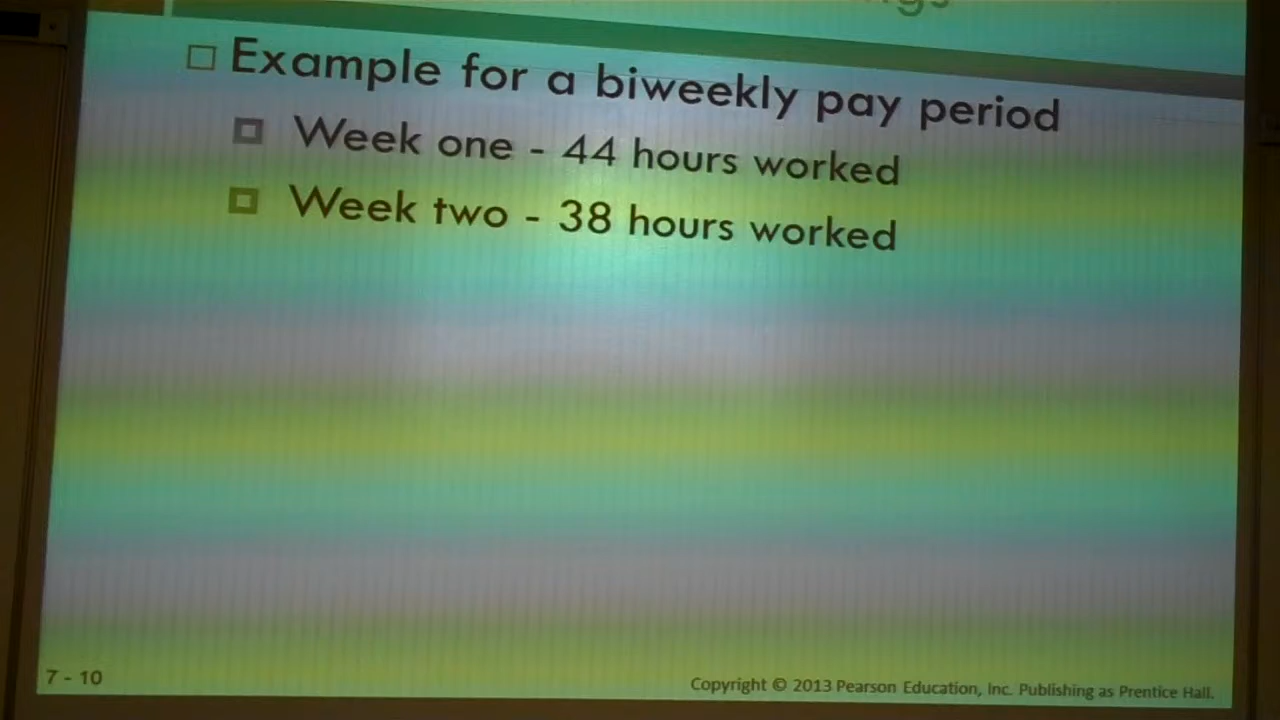 Example for a biweekly pay period
Week one - 44 hours worked
Week two - 38 hours worked
7 - 10
Copyright © 2013 Pearson Education, Inc. Publishing as Prentice Hall.